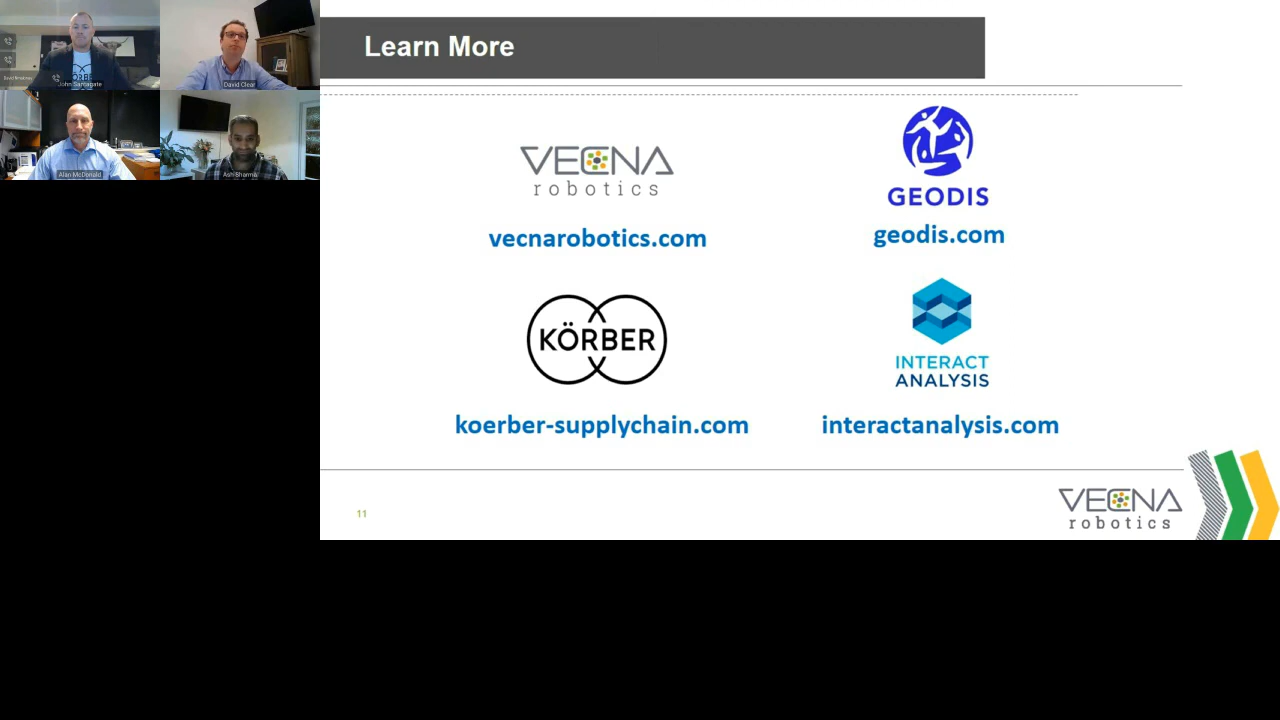 Learn More
John Santagate
David Clear
Alan McDonald
Ash Sharma
VECNA
robotics
vecnarobotics.com
GEODIS
geodis.com
KÖRBER
koerber-supplychain.com
INTERACT
ANALYSIS
interactanalysis.com
11
VECNA
robotics